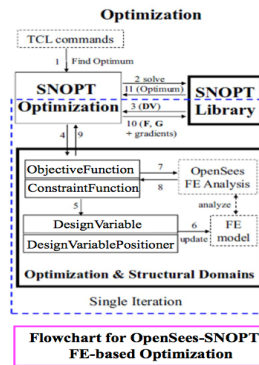 Optimization
TCL commands
1 Find Optimum
SNOPT
Optimization
2 solve
11 (Optimum)
3 (DV)
10 (F, G
+ gradients)
SNOPT
Library
4
9
ObjectiveFunction
ConstraintFunction
7
8
OpenSees
FE Analysis
5
analyze
DesignVariable
DesignVariablePositioner
6
update
FE
model
Optimization & Structural Domains
Single Iteration
Flowchart for OpenSees-SNOPT
FE-based Optimization